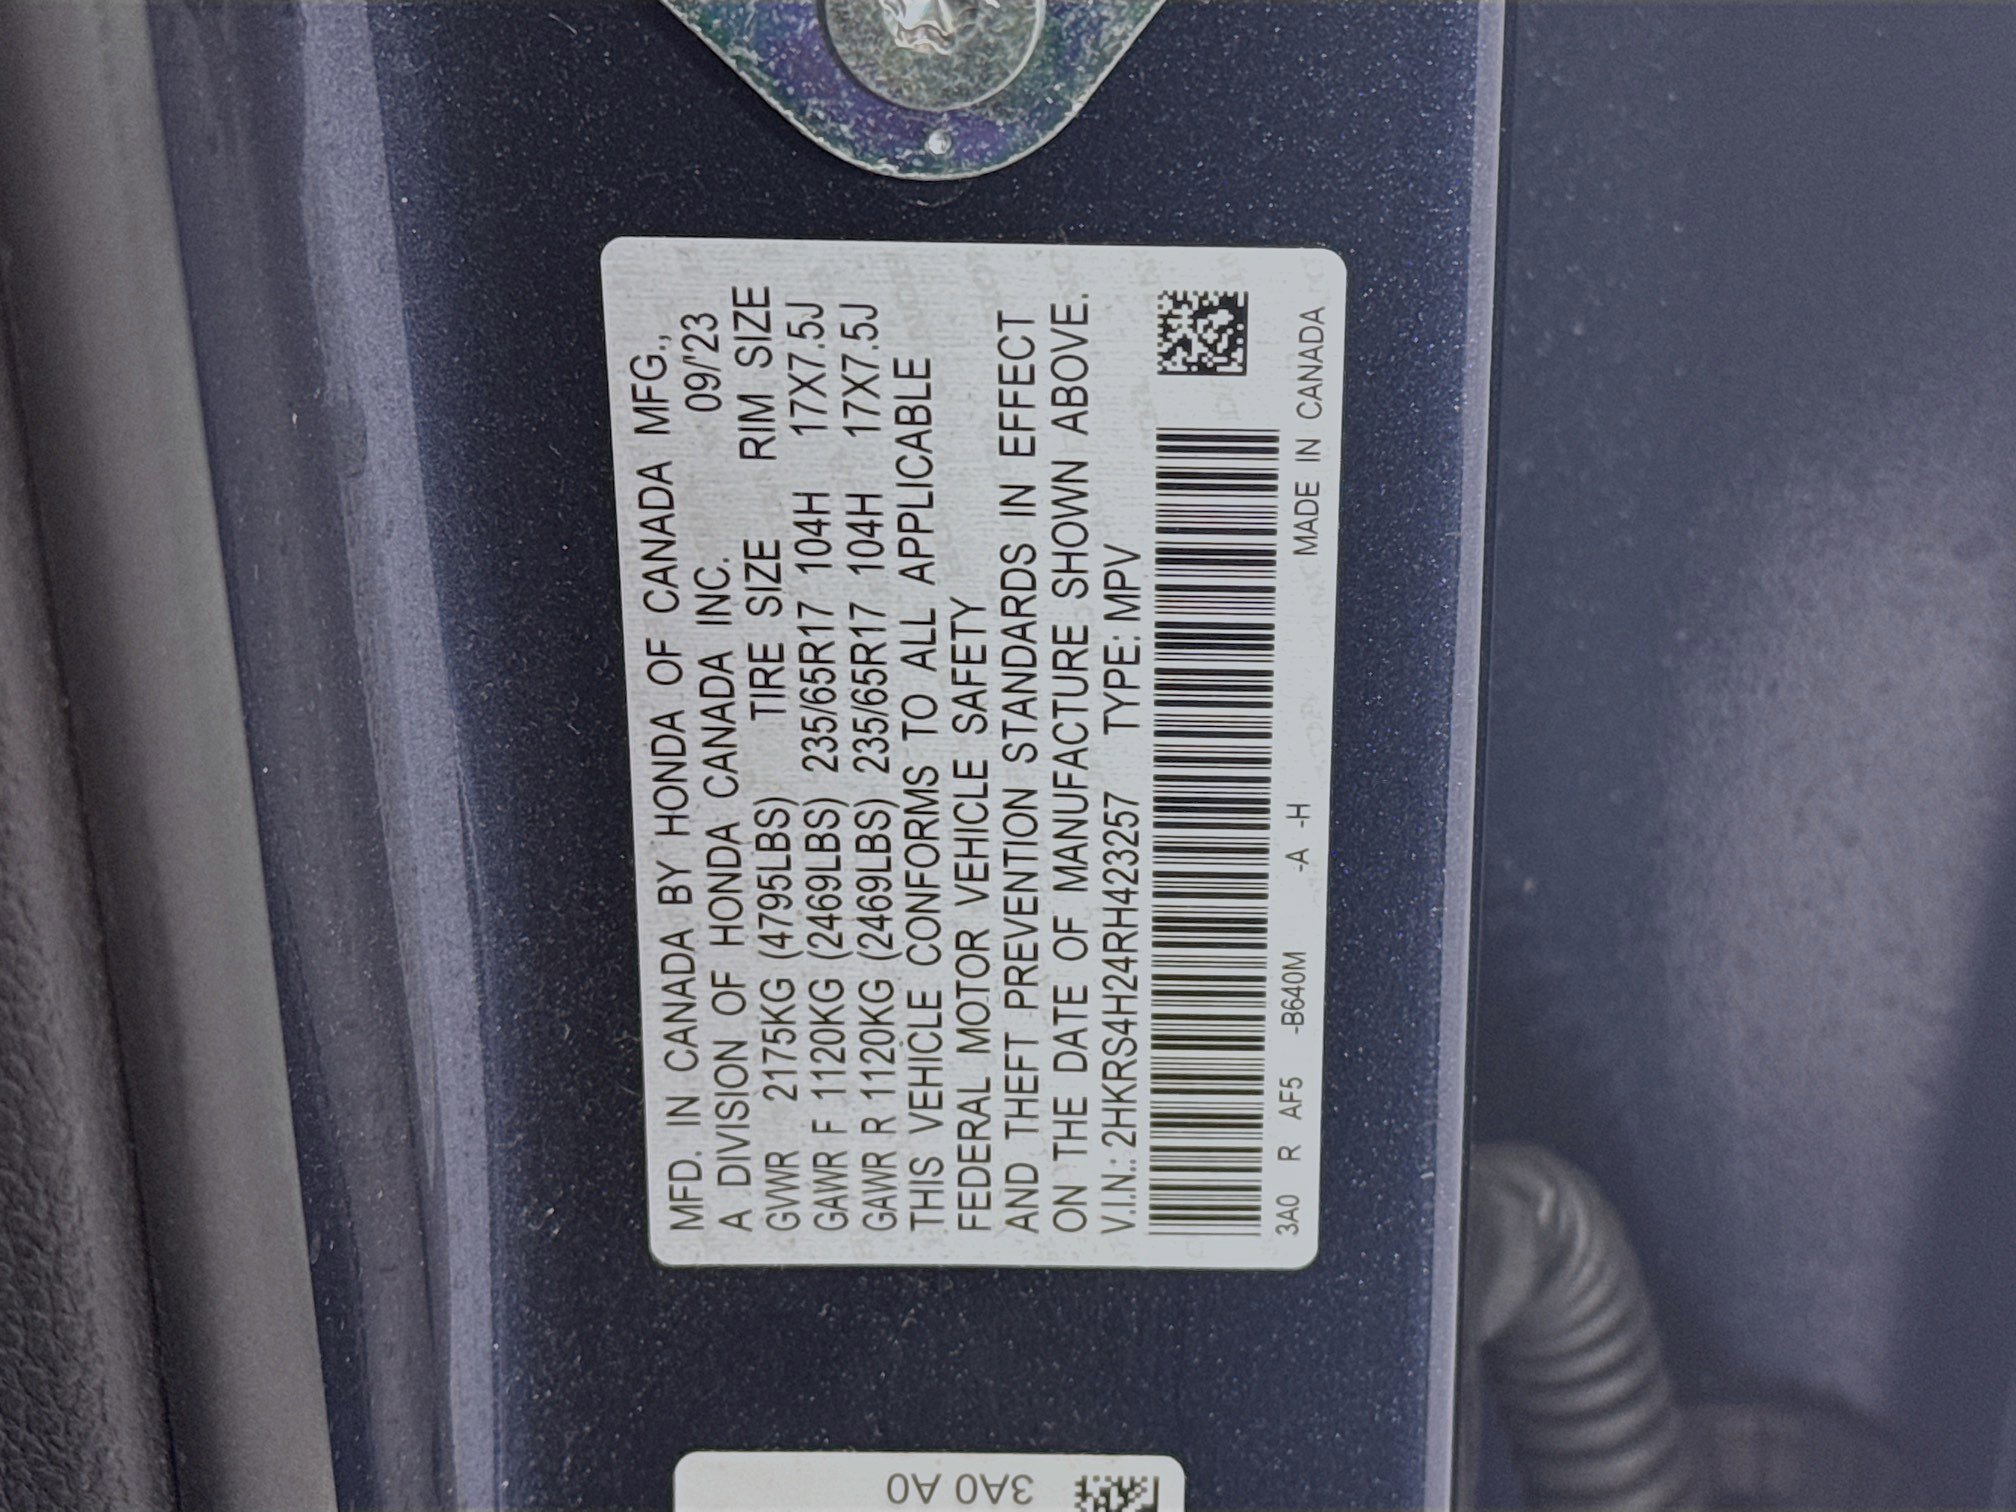 MFD. IN CANADA BY HONDA OF CANADA MFG.,
A DIVISION OF HONDA CANADA INC. 09/'23
GVWR 2175KG (4795LBS) TIRE SIZE RIM SIZE
GAWR F 1120KG (2469LBS) 235/65R17 104H 17X7.5J
GAWR R 1120KG (2469LBS) 235/65R17 104H 17X7.5J
THIS VEHICLE CONFORMS TO ALL APPLICABLE
FEDERAL MOTOR VEHICLE SAFETY
AND THEFT PREVENTION STANDARDS IN EFFECT
ON THE DATE OF MANUFACTURE SHOWN ABOVE.
V.I.N.: 2HKRS4H24RH423257 TYPE: MPV
3A0 R AF5 -B640M -A -H MADE IN CANADA
3A0 A0